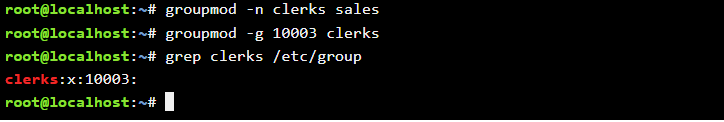 root@localhost:~# groupmod -n clerks sales
root@localhost:~# groupmod -g 10003 clerks
root@localhost:~# grep clerks /etc/group
clerks:x:10003:
root@localhost:~#